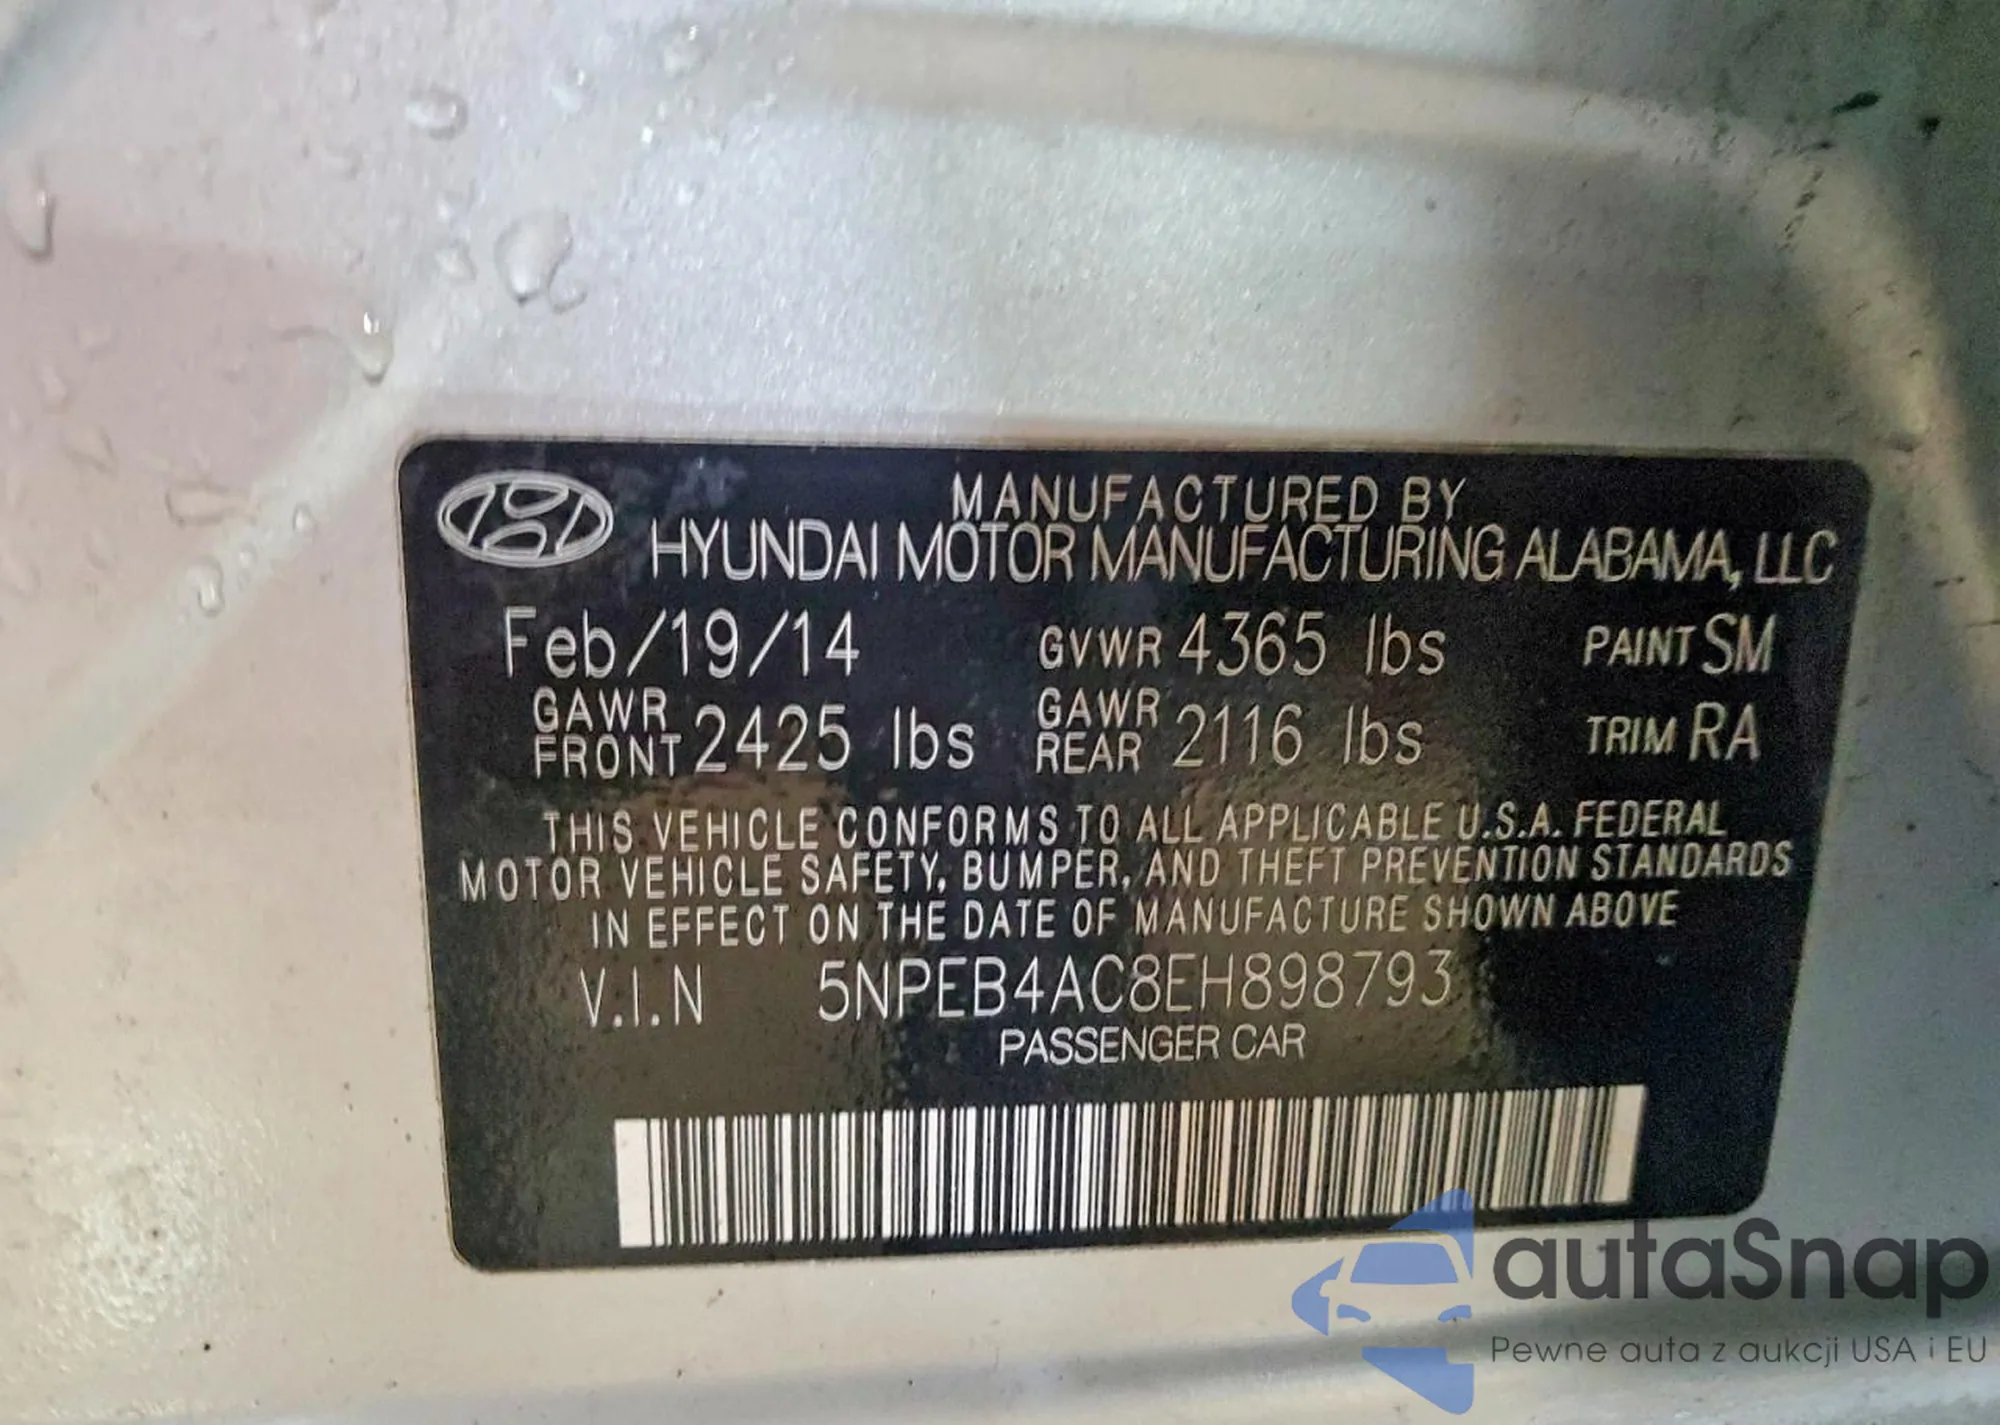 MANUFACTURED BY
HYUNDAI MOTOR MANUFACTURING ALABAMA, LLC
Feb/19/14 GVWR 4365 lbs PAINT SM
GAWR FRONT 2425 lbs GAWR REAR 2116 lbs TRIM RA
THIS VEHICLE CONFORMS TO ALL APPLICABLE U.S.A. FEDERAL
MOTOR VEHICLE SAFETY, BUMPER, AND THEFT PREVENTION STANDARDS
IN EFFECT ON THE DATE OF MANUFACTURE SHOWN ABOVE
V.I.N 5NPEB4AC8EH898793
PASSENGER CAR
autaSnap
Pewne auta z aukcji USA i EU